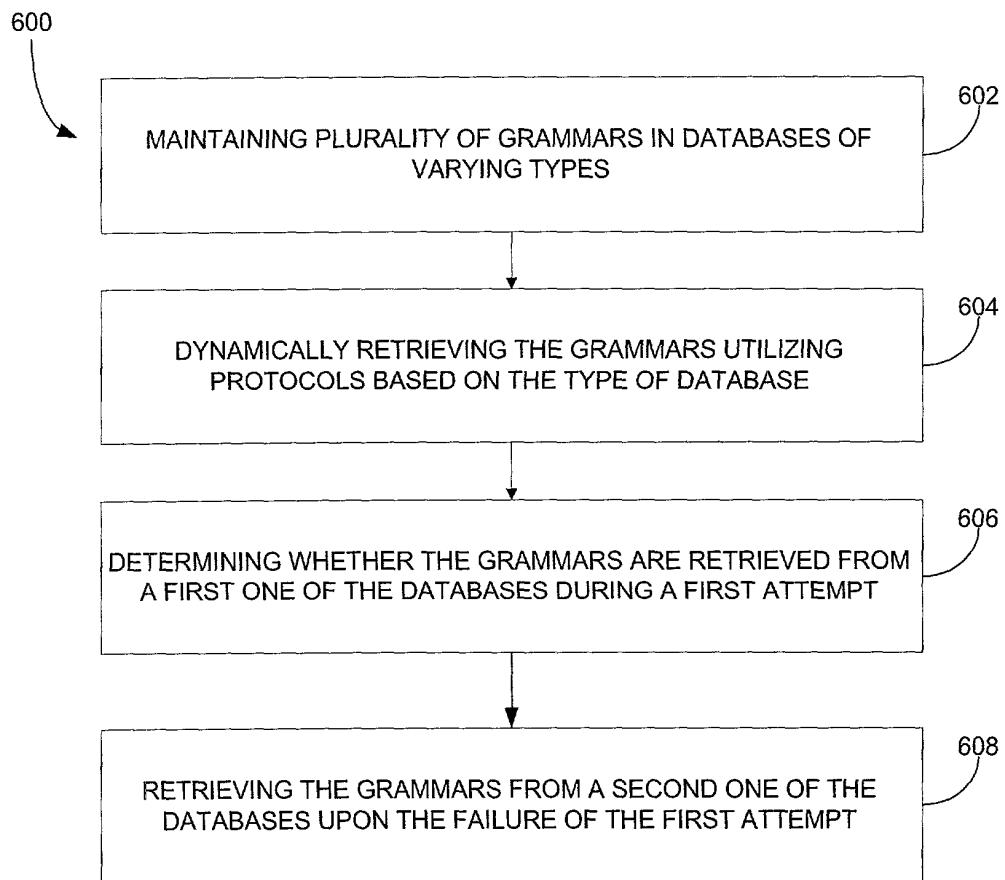 600
602
MAINTAINING PLURALITY OF GRAMMARS IN DATABASES OF
VARYING TYPES
604
DYNAMICALLY RETRIEVING THE GRAMMARS UTILIZING
PROTOCOLS BASED ON THE TYPE OF DATABASE
606
DETERMINING WHETHER THE GRAMMARS ARE RETRIEVED FROM
A FIRST ONE OF THE DATABASES DURING A FIRST ATTEMPT
608
RETRIEVING THE GRAMMARS FROM A SECOND ONE OF THE
DATABASES UPON THE FAILURE OF THE FIRST ATTEMPT